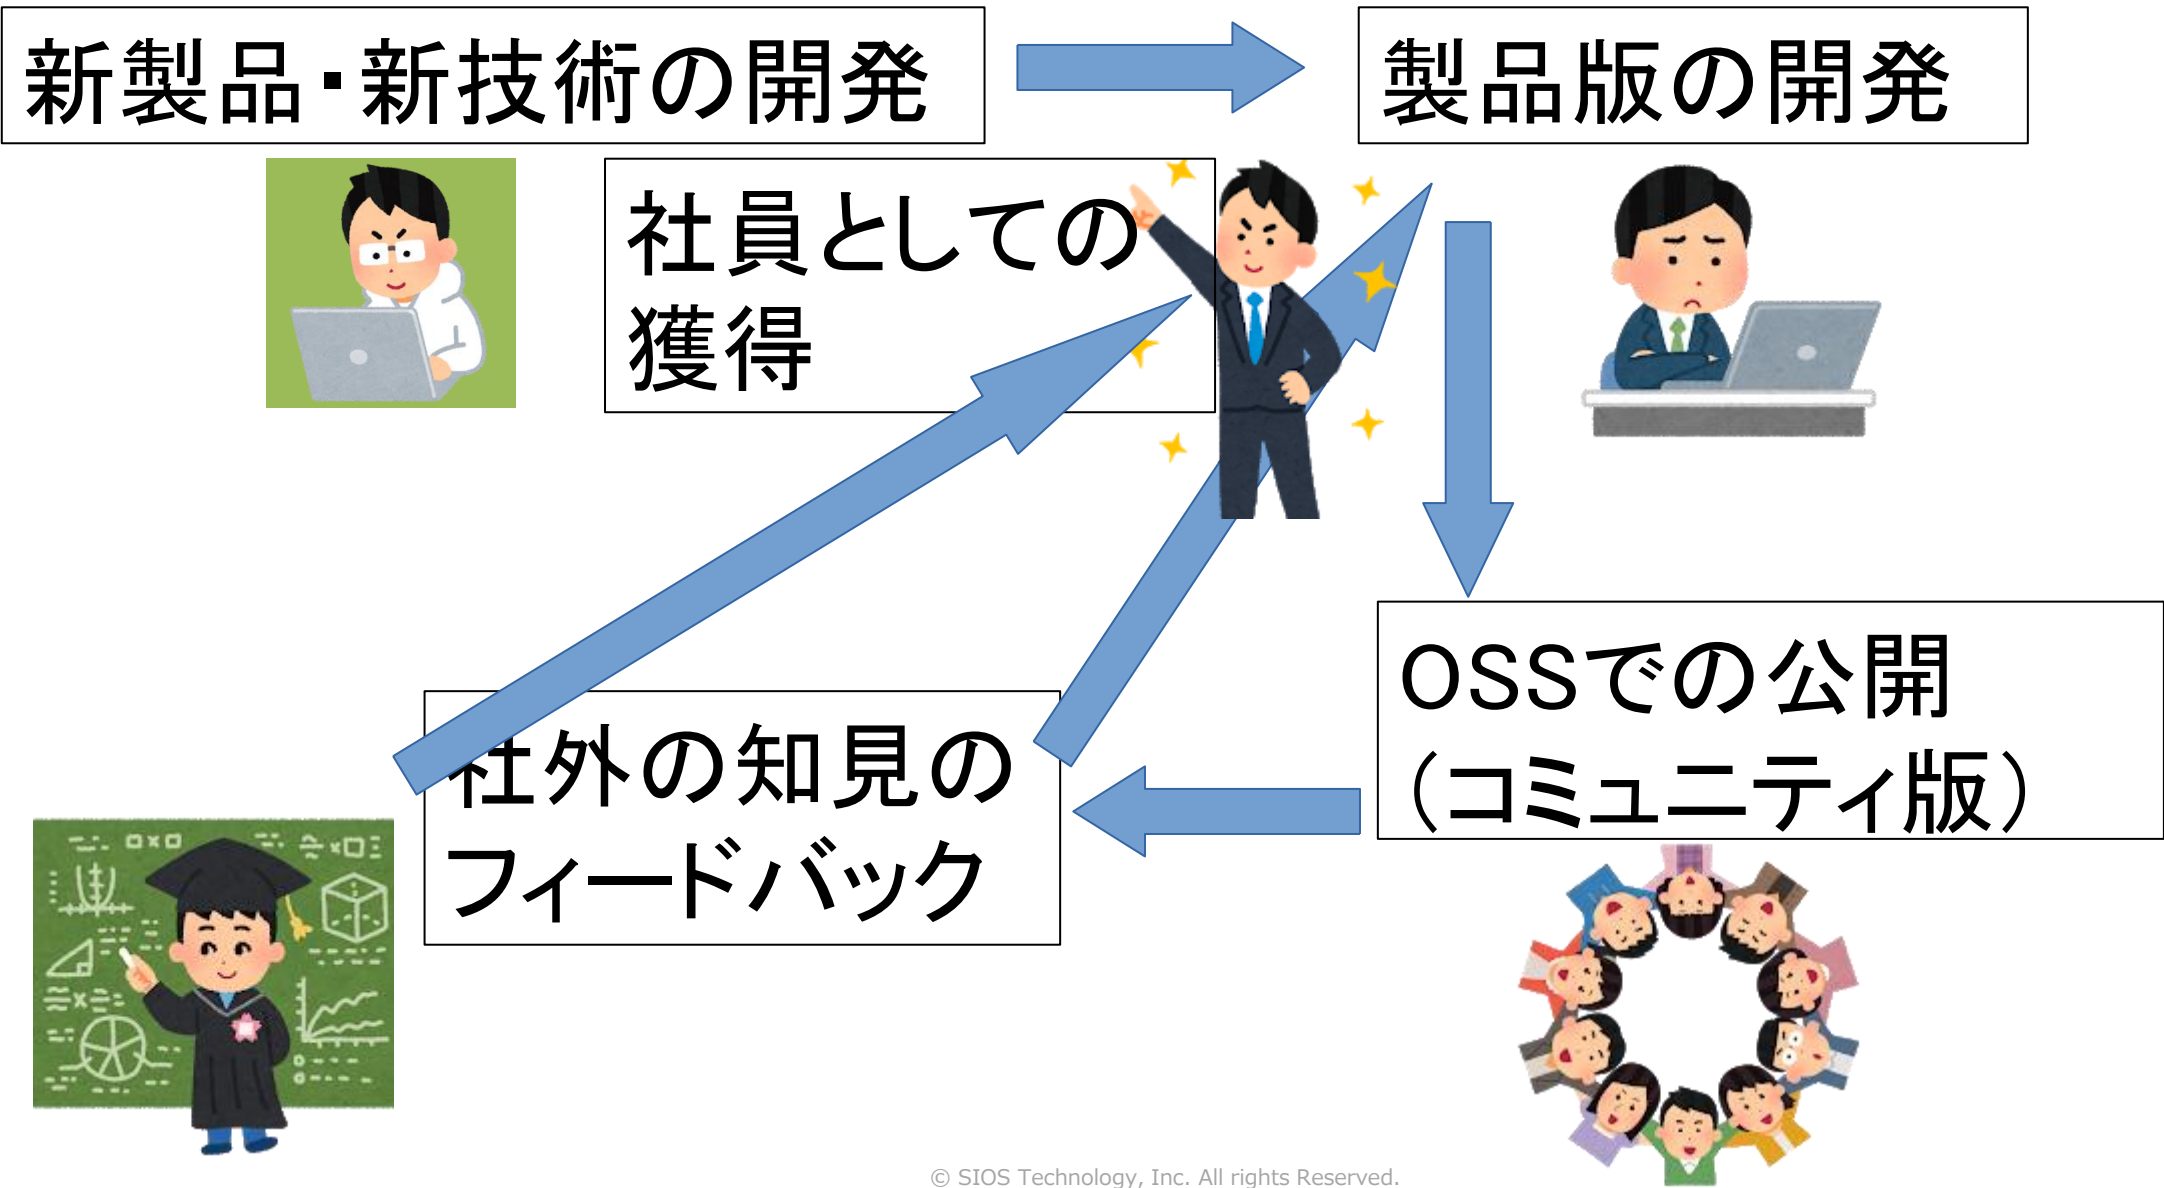 新製品・新技術の開発
製品版の開発
社員としての
獲得
OSSでの公開
（コミュニティ版）
社外の知見の
フィードバック
© SIOS Technology, Inc. All rights Reserved.